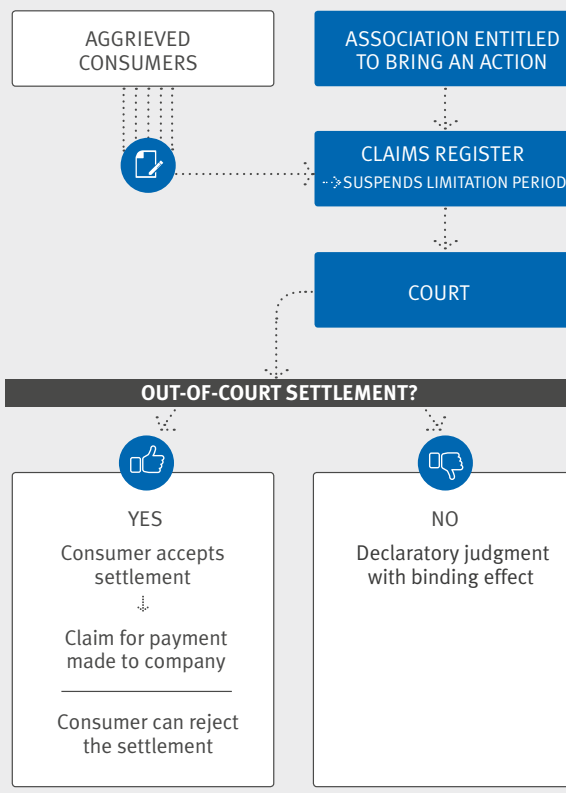 AGGRIEVED
CONSUMERS
ASSOCIATION ENTITLED
TO BRING AN ACTION
CLAIMS REGISTER
SUSPENDS LIMITATION PERIOD
COURT
OUT-OF-COURT SETTLEMENT?
YES
Consumer accepts
settlement
Claim for payment
made to company
Consumer can reject
the settlement
NO
Declaratory judgment
with binding effect